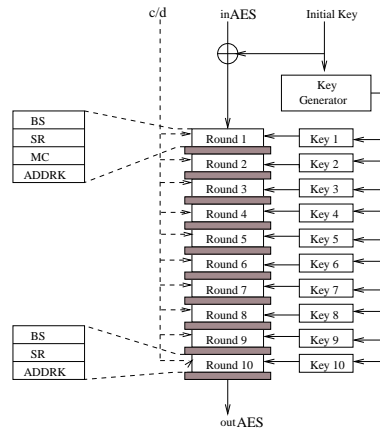 c/d
inAES
Initial Key
Key
Generator
BS
SR
MC
ADDRK
Round 1
Key 1
Round 2
Key 2
Round 3
Key 3
Round 4
Key 4
Round 5
Key 5
Round 6
Key 6
Round 7
Key 7
Round 8
Key 8
Round 9
Key 9
Round 10
Key 10
BS
SR
ADDRK
outAES